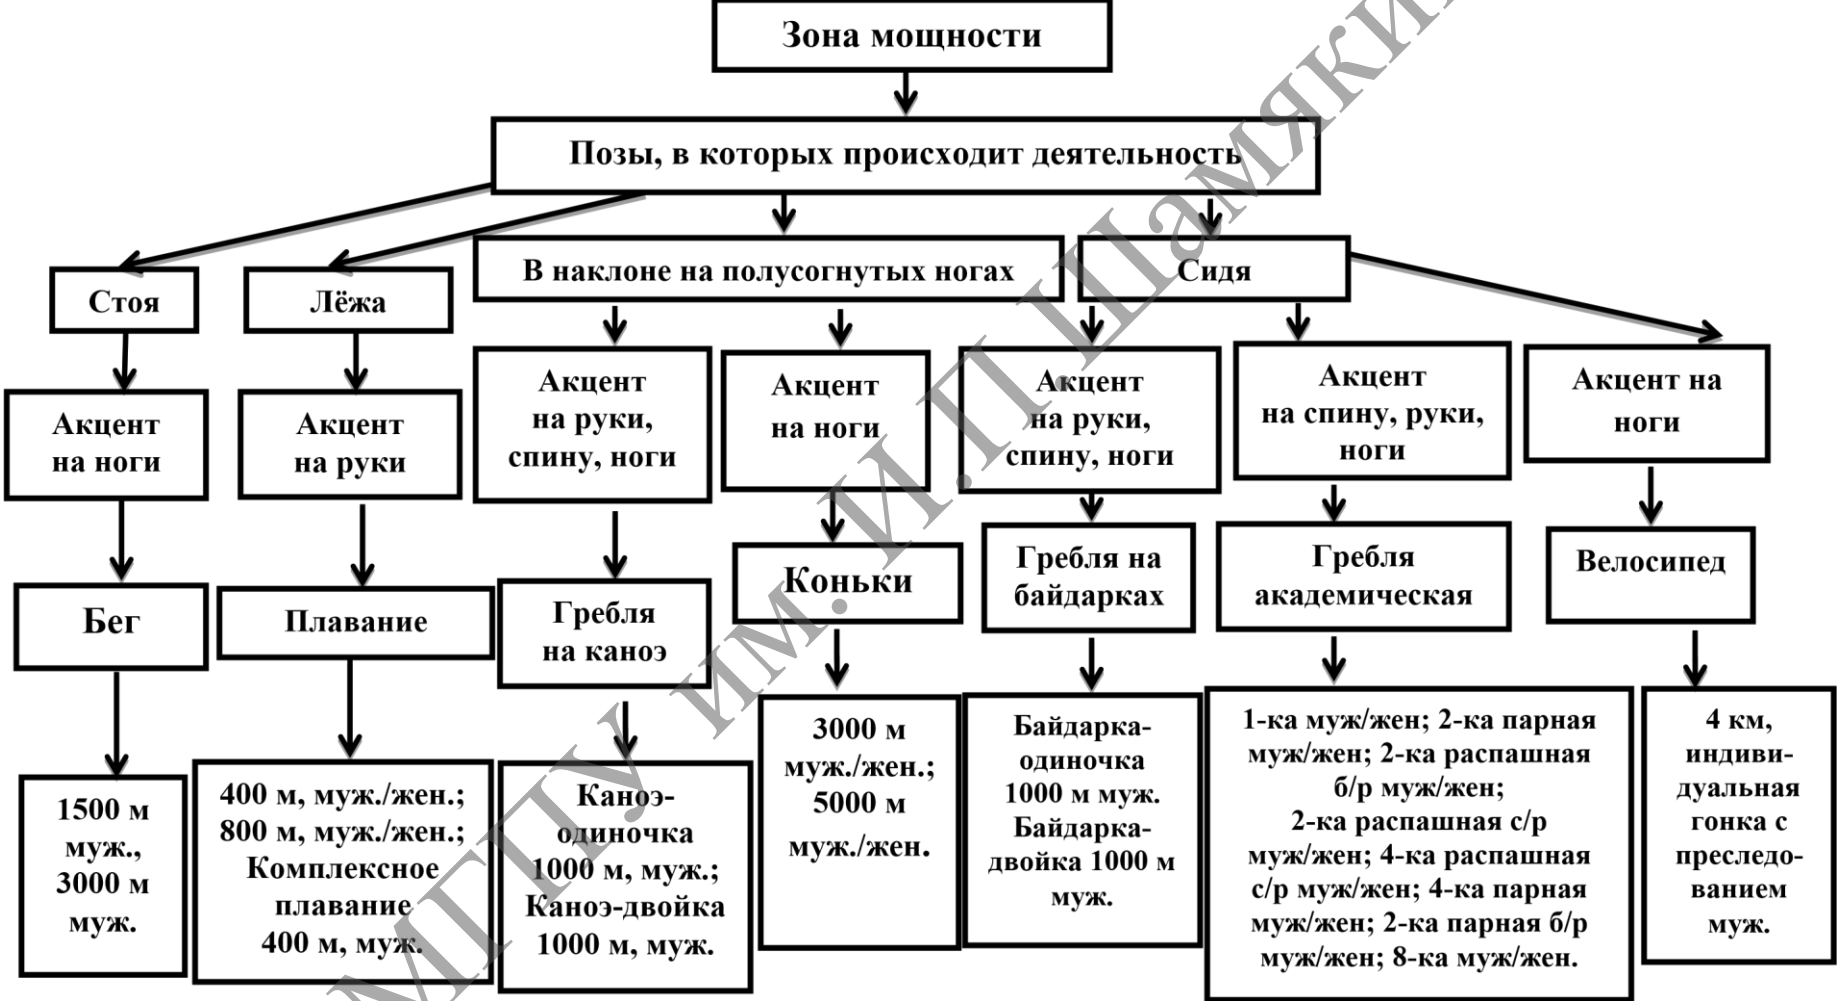 Зона мощности
Позы, в которых происходит деятельность
Стоя
Лёжа
В наклоне на полусогнутых ногах
Сидя
Акцент
на ноги
Акцент
на руки
Акцент
на руки,
спину, ноги
Акцент
на ноги
Акцент
на руки,
спину, ноги
Акцент
на спину, руки,
ноги
Акцент на
ноги
Бег
Плавание
Гребля
на каноэ
Коньки
Гребля на
байдарках
Гребля
академическая
Велосипед
1500 м
муж.,
3000 м
муж.
400 м, муж./жен.;
800 м, муж./жен.;
Комплексное
плавание
400 м, муж.
Каноэ-
одиночка
1000 м, муж.;
Каноэ-двойка
1000 м, муж.
3000 м
муж./жен.;
5000 м
муж./жен.
Байдарка-
одиночка
1000 м муж.
Байдарка-
двойка 1000 м
муж.
1-ка муж/жен; 2-ка парная
муж/жен; 2-ка распашная
б/р муж/жен;
2-ка распашная с/р
муж/жен; 4-ка распашная
с/р муж/жен; 4-ка парная
муж/жен; 2-ка парная б/р
муж/жен; 8-ка муж/жен.
4 км,
индиви-
дуальная
гонка с
преследо-
ванием
муж.
МГПУ им. И.П.Шамяки